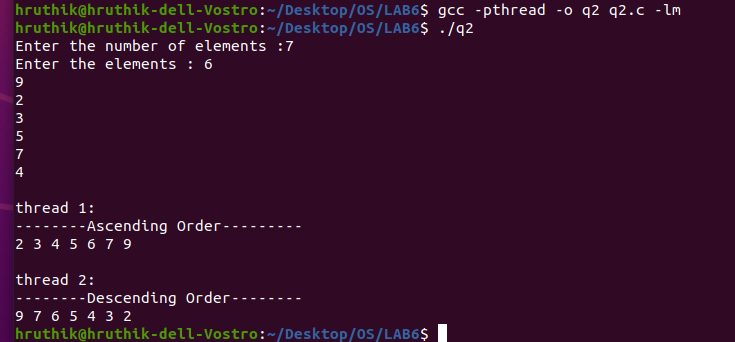 hruthik@hruthik-dell-Vostro:~/Desktop/OS/LAB6$ gcc -pthread -o q2 q2.c -lm
hruthik@hruthik-dell-Vostro:~/Desktop/OS/LAB6$ ./q2
Enter the number of elements :7
Enter the elements : 6
9
2
3
5
7
4
thread 1:
--------Ascending Order---------
2 3 4 5 6 7 9
thread 2:
--------Descending Order--------
9 7 6 5 4 3 2
hruthik@hruthik-dell-Vostro:~/Desktop/OS/LAB6$